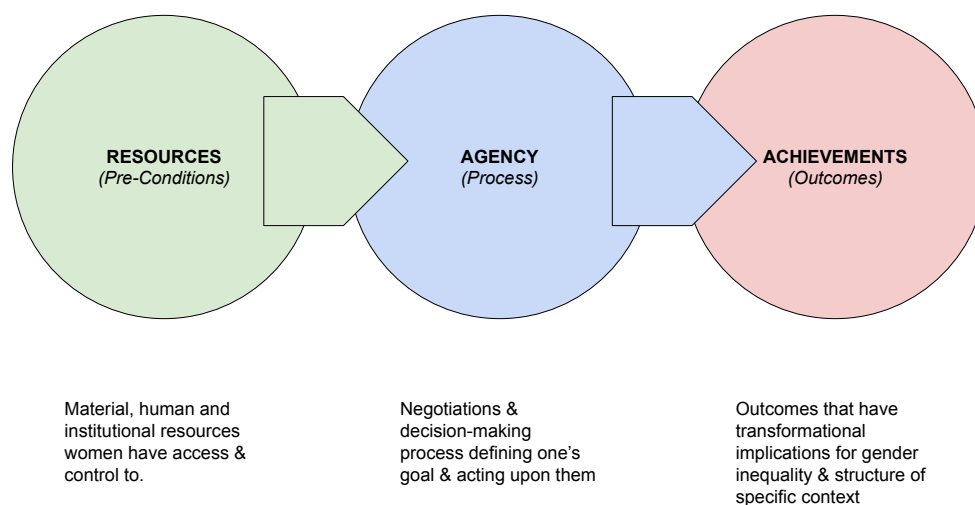 RESOURCES
(Pre-Conditions)
AGENCY
(Process)
ACHIEVEMENTS
(Outcomes)
Material, human and
institutional resources
women have access &
control to.
Negotiations &
decision-making
process defining one’s
goal & acting upon them
Outcomes that have
transformational
implications for gender
inequality & structure of
specific context